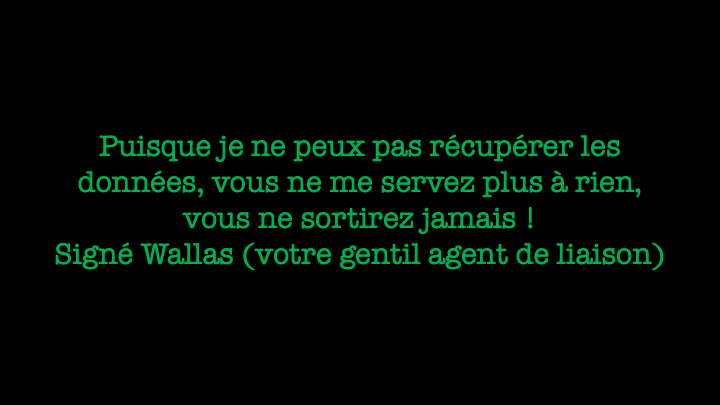 Puisque je ne peux pas récupérer les
données, vous ne me servez plus à rien,
vous ne sortirez jamais !
Signé Wallas (votre gentil agent de liaison)